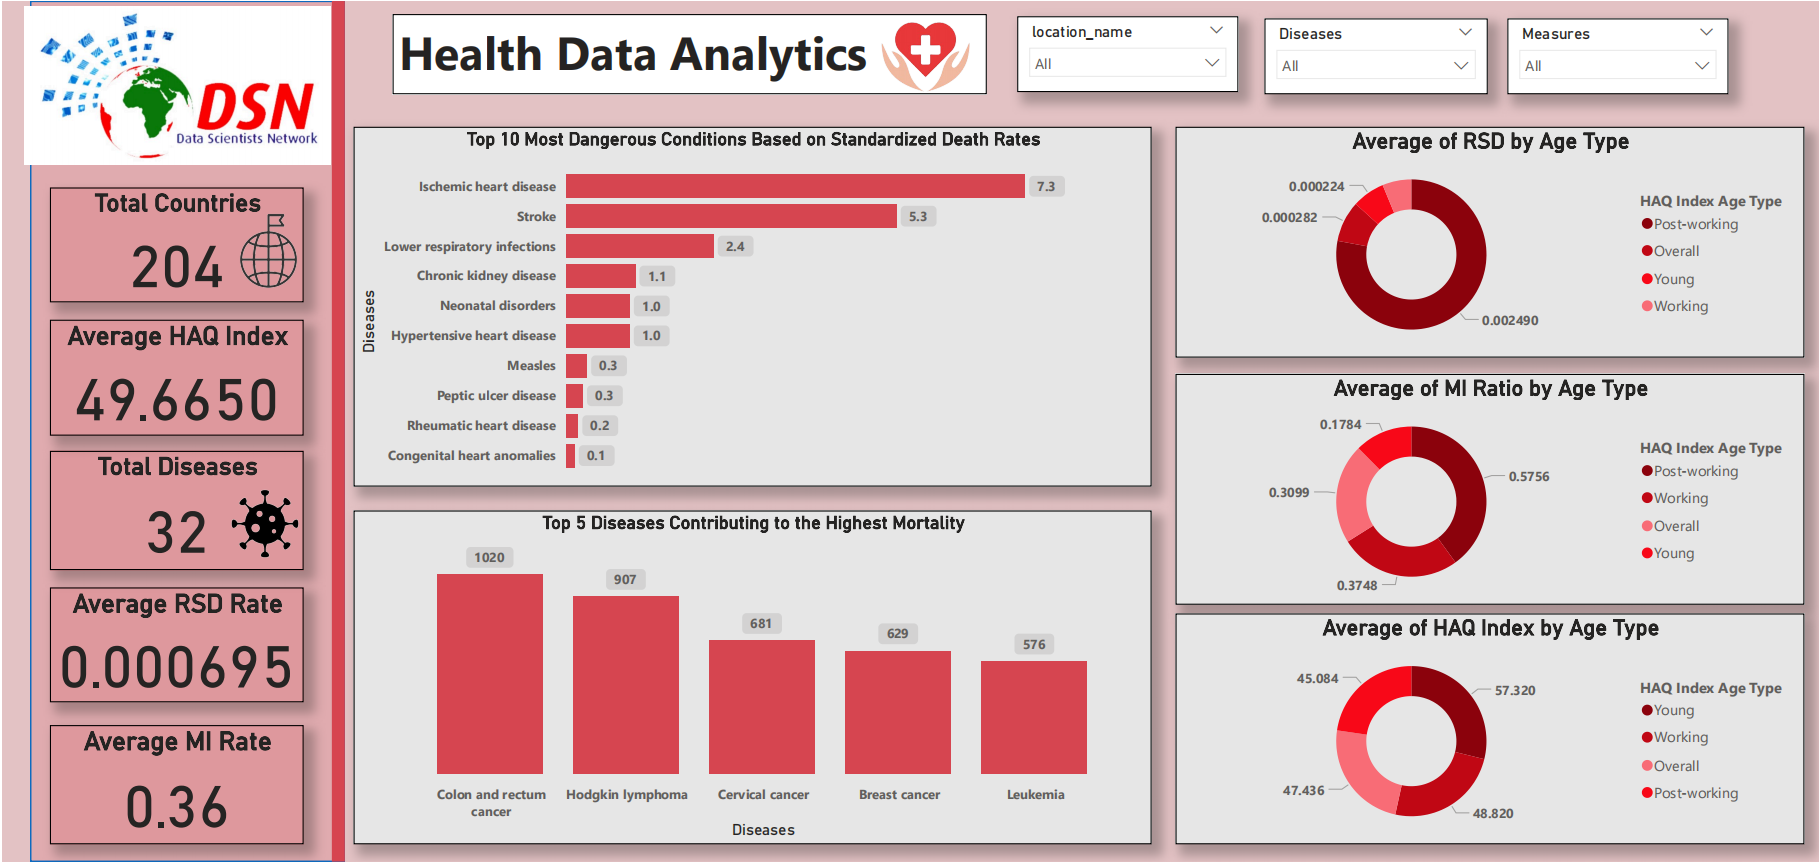 DSN
Data Scientists Network
Health Data Analytics
location_name
All
Diseases
All
Measures
All
Total Countries
204
Average HAQ Index
49.6650
Total Diseases
32
Average RSD Rate
0.000695
Average MI Rate
0.36
Top 10 Most Dangerous Conditions Based on Standardized Death Rates
Diseases
Ischemic heart disease 7.3
Stroke 5.3
Lower respiratory infections 2.4
Chronic kidney disease 1.1
Neonatal disorders 1.0
Hypertensive heart disease 1.0
Measles 0.3
Peptic ulcer disease 0.3
Rheumatic heart disease 0.2
Congenital heart anomalies 0.1
Top 5 Diseases Contributing to the Highest Mortality
1020
907
681
629
576
Colon and rectum
cancer
Hodgkin lymphoma
Cervical cancer
Breast cancer
Leukemia
Diseases
Average of RSD by Age Type
0.000224
0.000282
0.002490
HAQ Index Age Type
Post-working
Overall
Young
Working
Average of MI Ratio by Age Type
0.1784
0.5756
0.3099
0.3748
HAQ Index Age Type
Post-working
Working
Overall
Young
Average of HAQ Index by Age Type
45.084
57.320
47.436
48.820
HAQ Index Age Type
Young
Working
Overall
Post-working